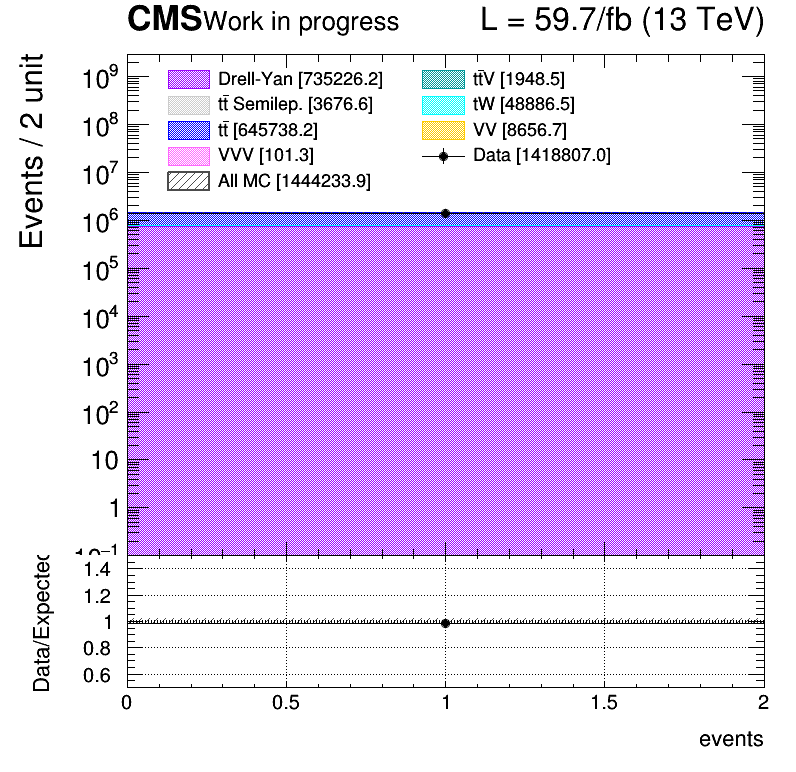 CMS Work in progress L = 59.7/fb (13 TeV)
Events / 2 unit
Drell-Yan [735226.2]
tt̄ Semilep. [3676.6]
tt̄ [645738.2]
VVV [101.3]
All MC [1444233.9]
tt̄V [1948.5]
tW [48886.5]
VV [8656.7]
Data [1418807.0]
10⁹
10⁸
10⁷
10⁶
10⁵
10⁴
10³
10²
10
1
10⁻¹
Data/Expected
1.4
1.2
1
0.8
0.6
0 0.5 1 1.5 2
events